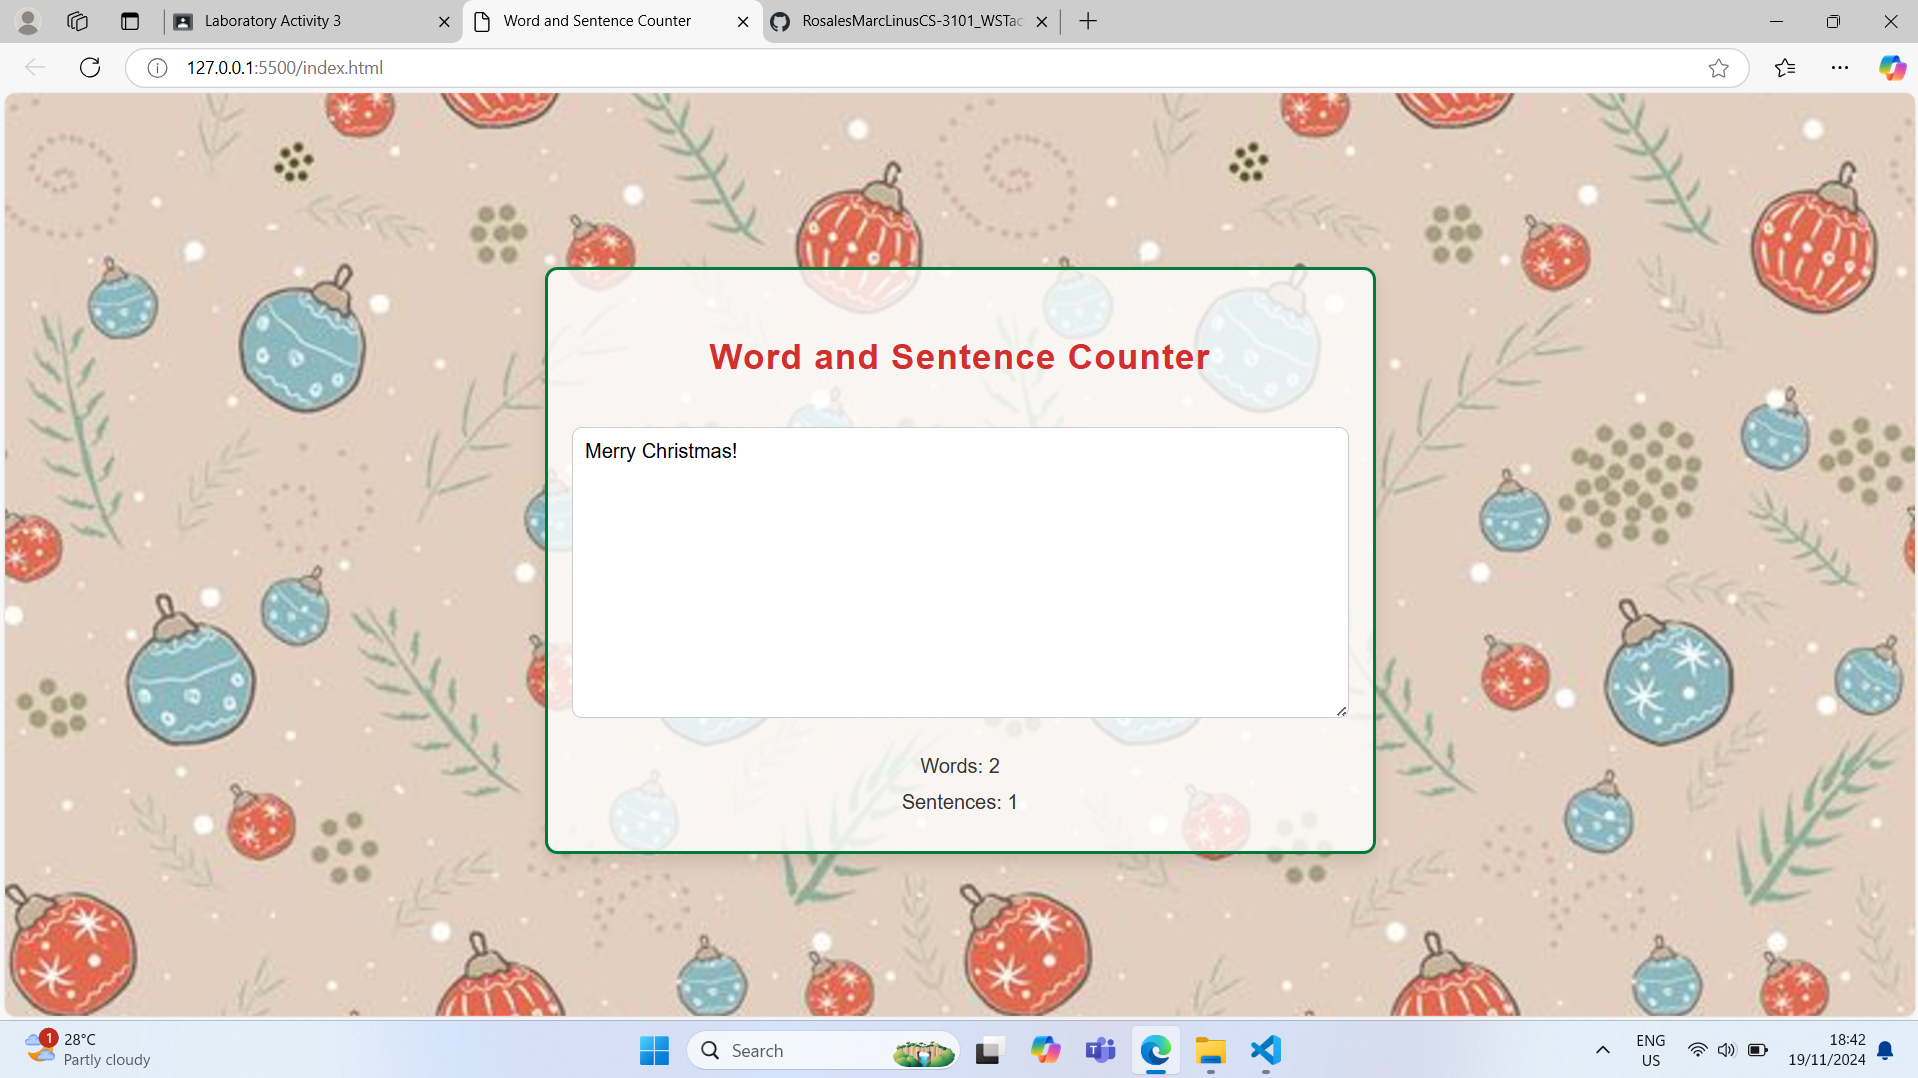 Laboratory Activity 3
Word and Sentence Counter
RosalesMarcLinusCS-3101_WSTac
127.0.0.1:5500/index.html
Word and Sentence Counter
Merry Christmas!
Words: 2
Sentences: 1
1
28°C
Partly cloudy
Search
ENG
US
18:42
19/11/2024